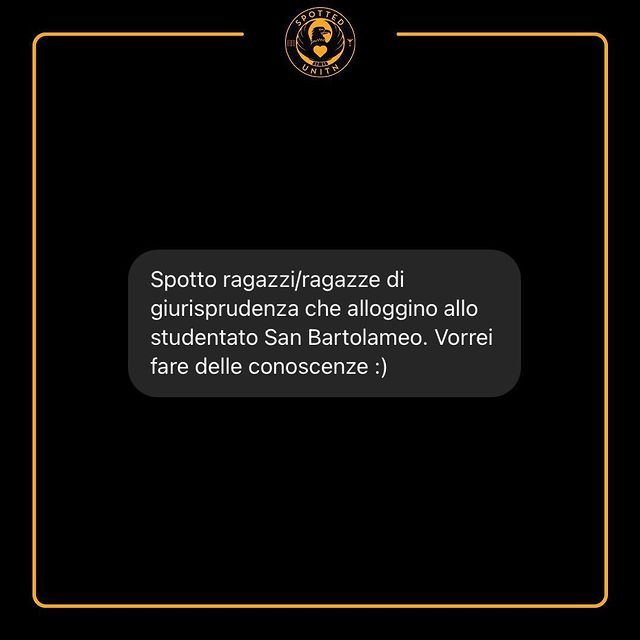 SPOTTED
UNITN
Spotto ragazzi/ragazze di
giurisprudenza che alloggino allo
studentato San Bartolameo. Vorrei
fare delle conoscenze :)